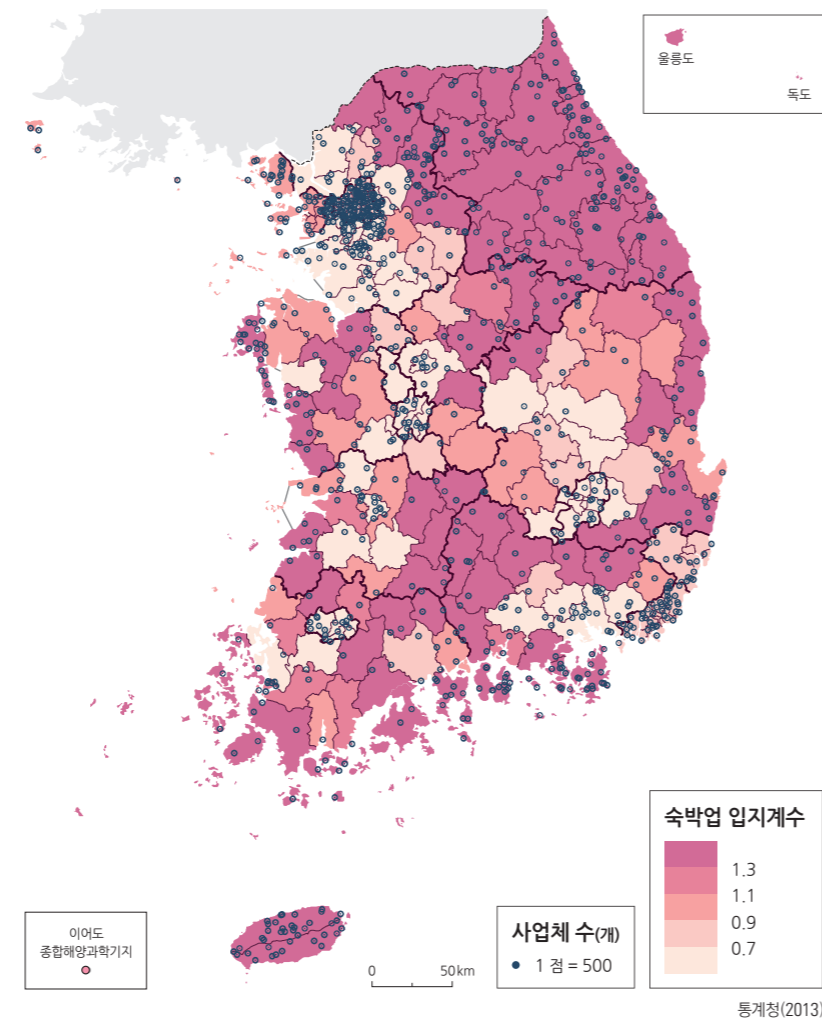 울릉도
독도
숙박업 입지계수
1.3
1.1
0.9
0.7
사업체 수(개)
1 점 = 500
이어도
종합해양과학기지
0 50km
통계청(2013)